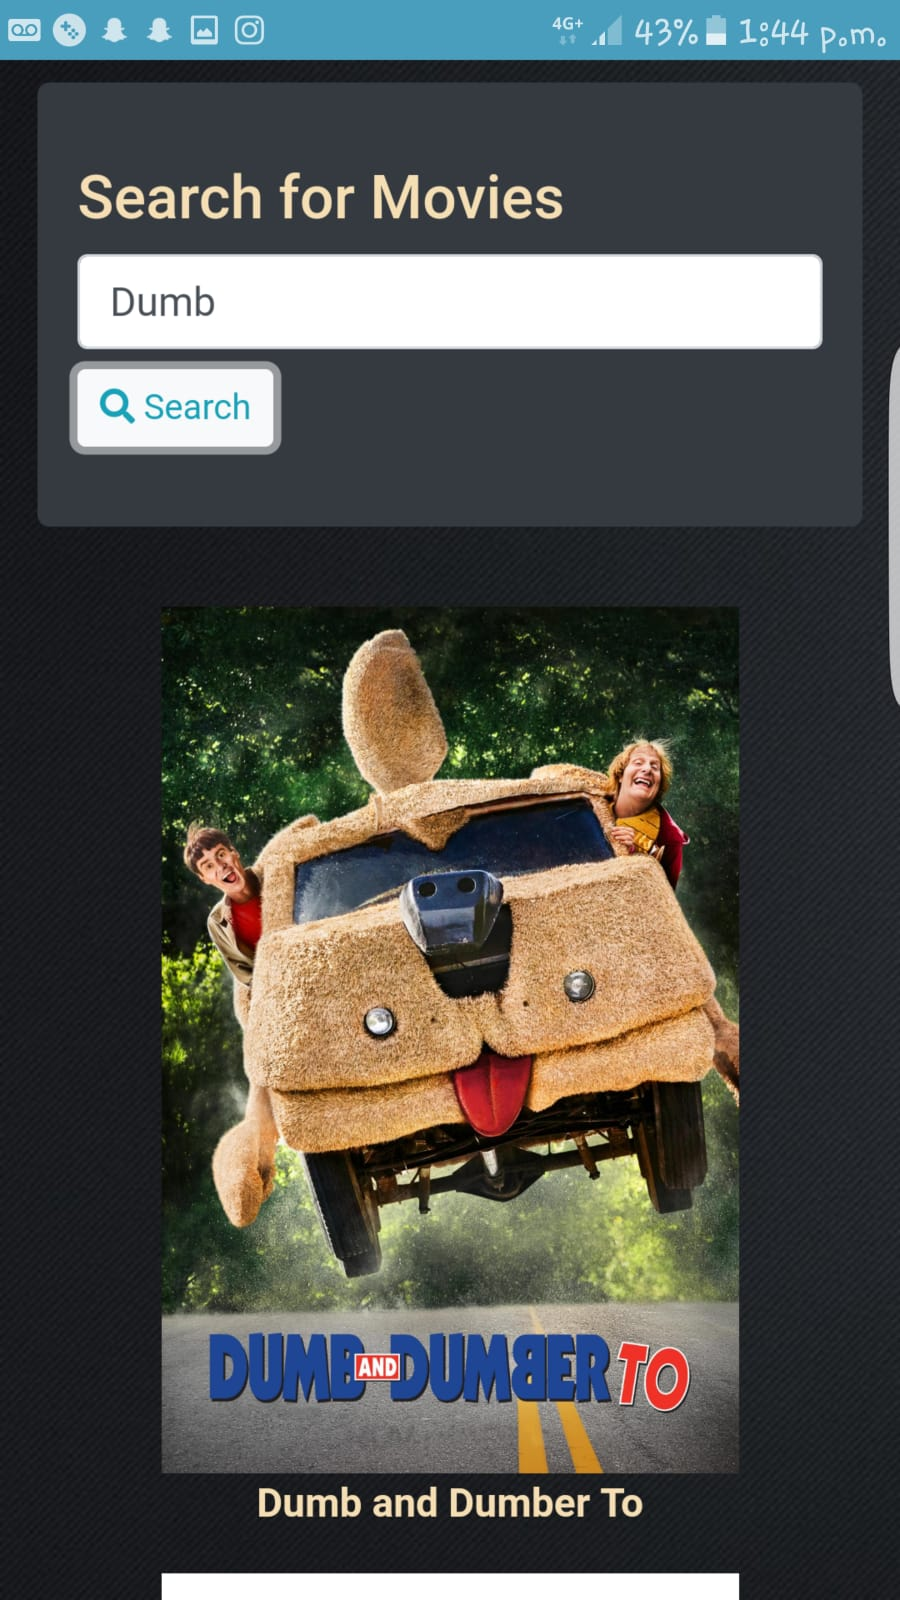 4G+ 43% 1:44 p.m.
Search for Movies
Dumb
Search
DUMB AND DUMBER TO
Dumb and Dumber To